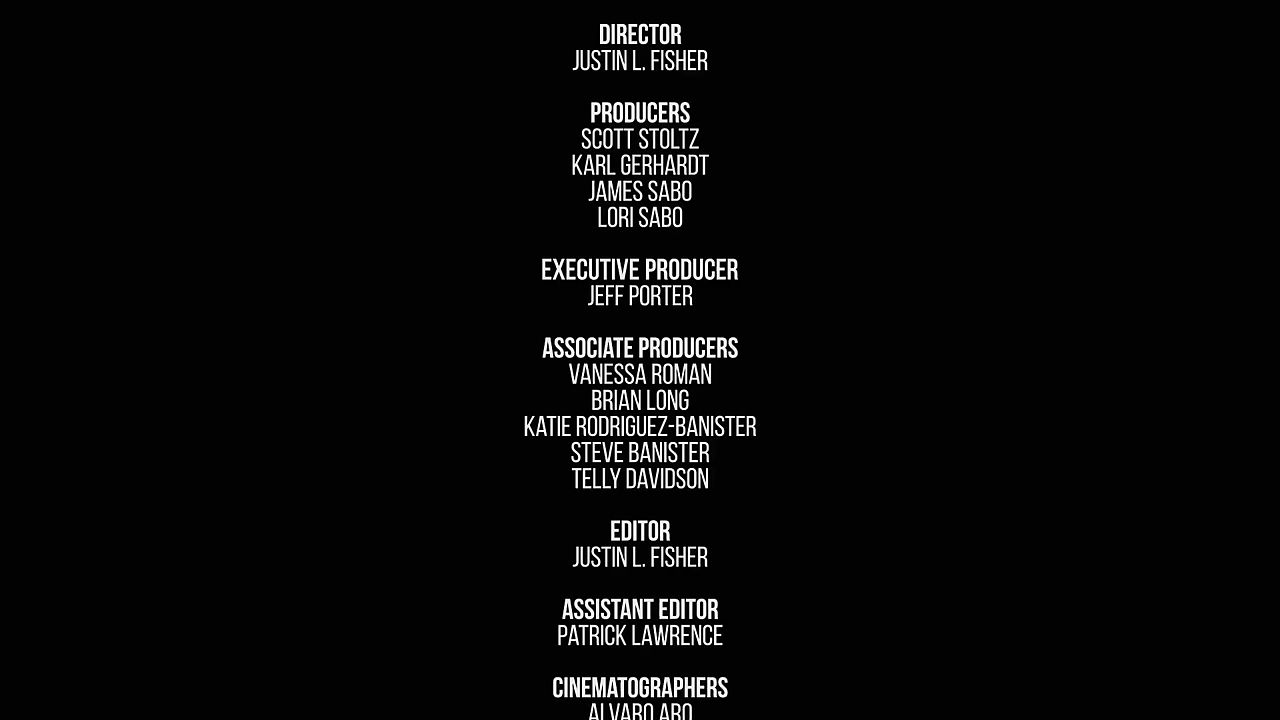 DIRECTOR
JUSTIN L. FISHER
PRODUCERS
SCOTT STOLTZ
KARL GERHARDT
JAMES SABO
LORI SABO
EXECUTIVE PRODUCER
JEFF PORTER
ASSOCIATE PRODUCERS
VANESSA ROMAN
BRIAN LONG
KATIE RODRIGUEZ-BANISTER
STEVE BANISTER
TELLY DAVIDSON
EDITOR
JUSTIN L. FISHER
ASSISTANT EDITOR
PATRICK LAWRENCE
CINEMATOGRAPHERS
ALVARO